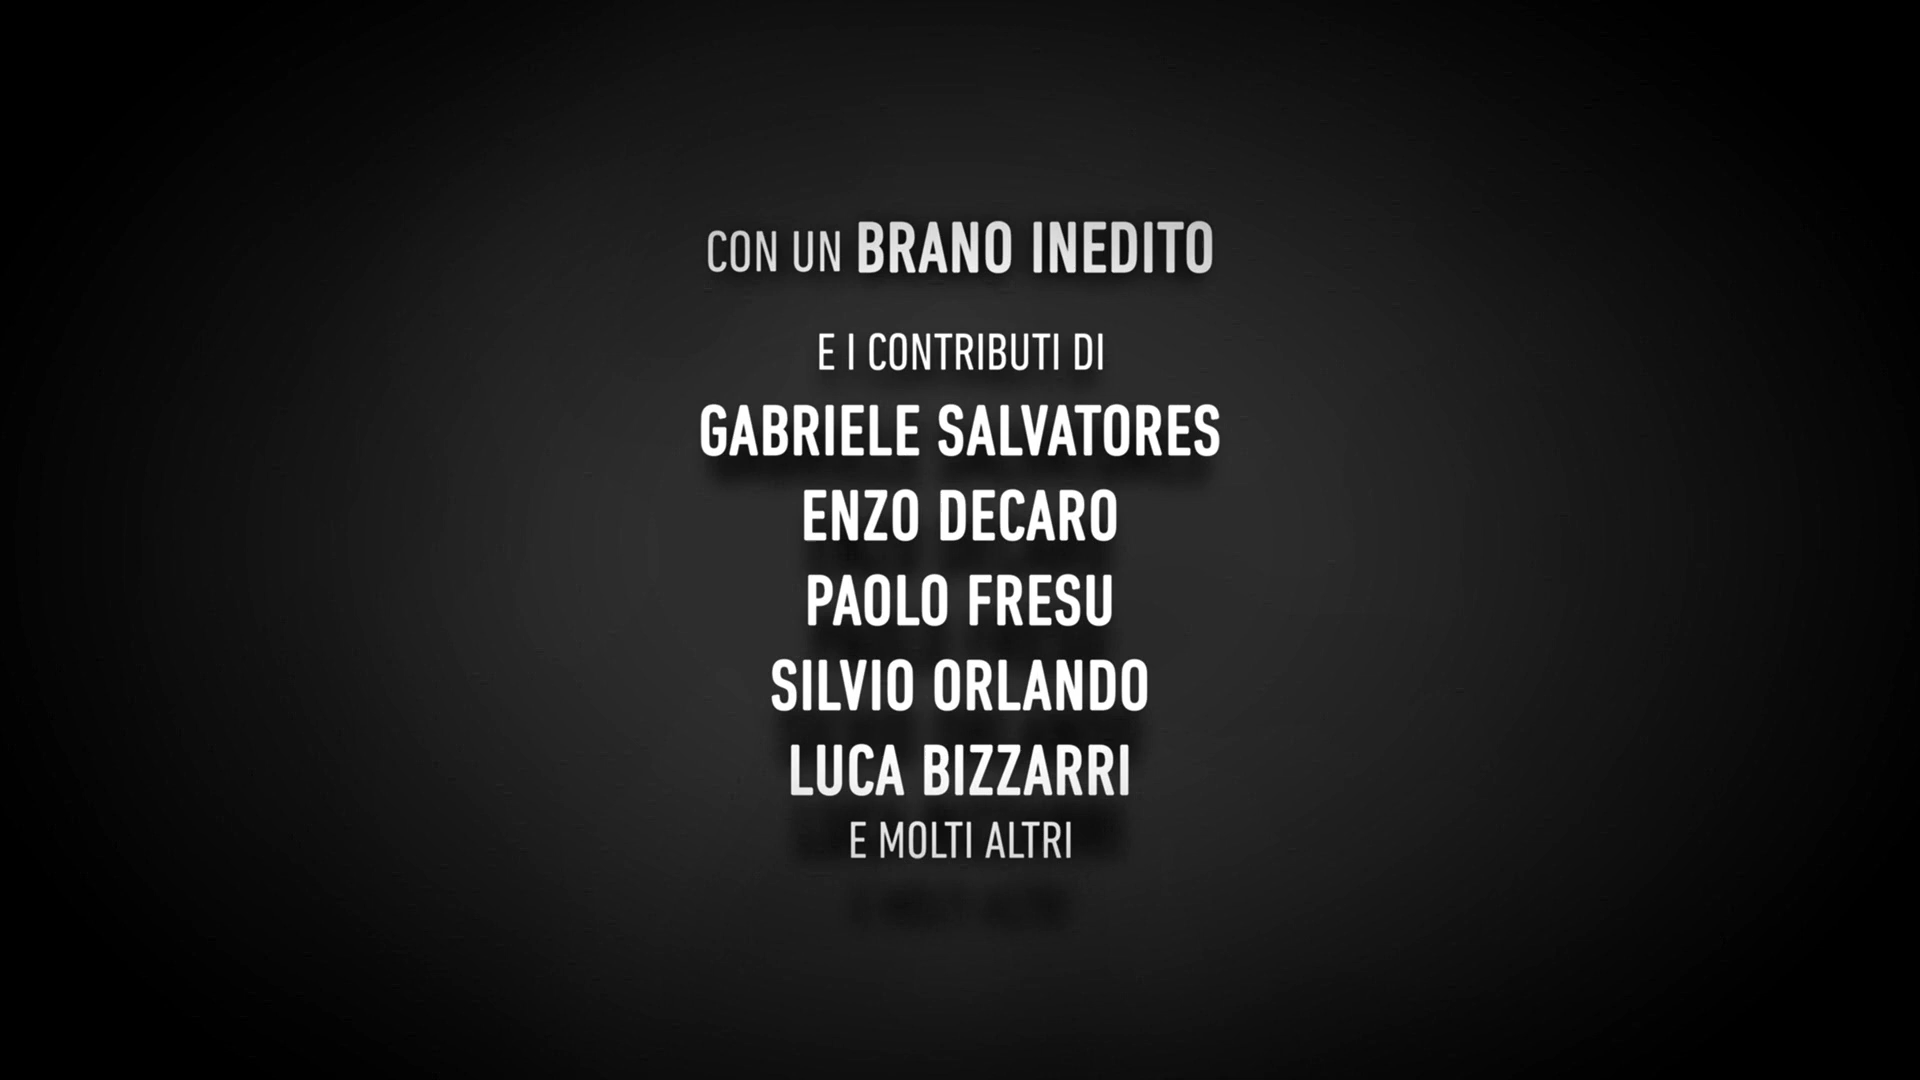 CON UN BRANO INEDITO
E I CONTRIBUTI DI
GABRIELE SALVATORES
ENZO DECARO
PAOLO FRESU
SILVIO ORLANDO
LUCA BIZZARRI
E MOLTI ALTRI